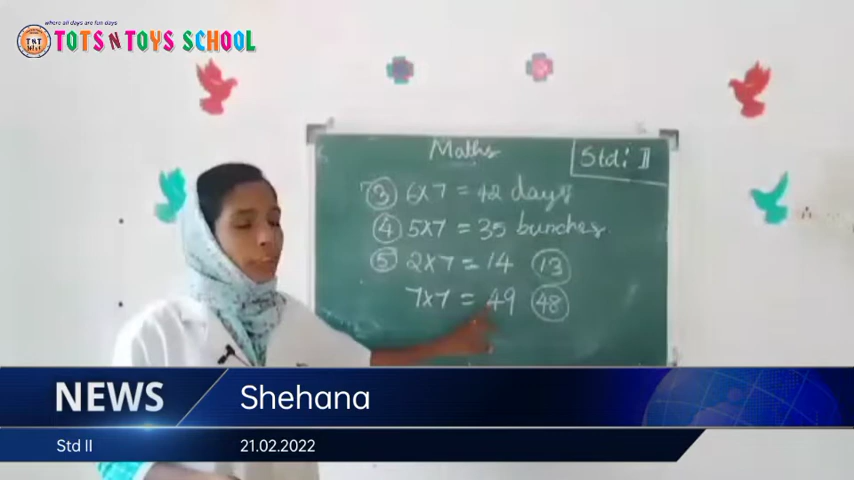 where all days are fun days
TNT
TOTS N TOYS SCHOOL
Maths
Std: II
3 6x7 = 42 days
4 5x7 = 35 bunches
5 2x7 = 14 13
7x7 = 49 48
NEWS Shehana
Std II 21.02.2022